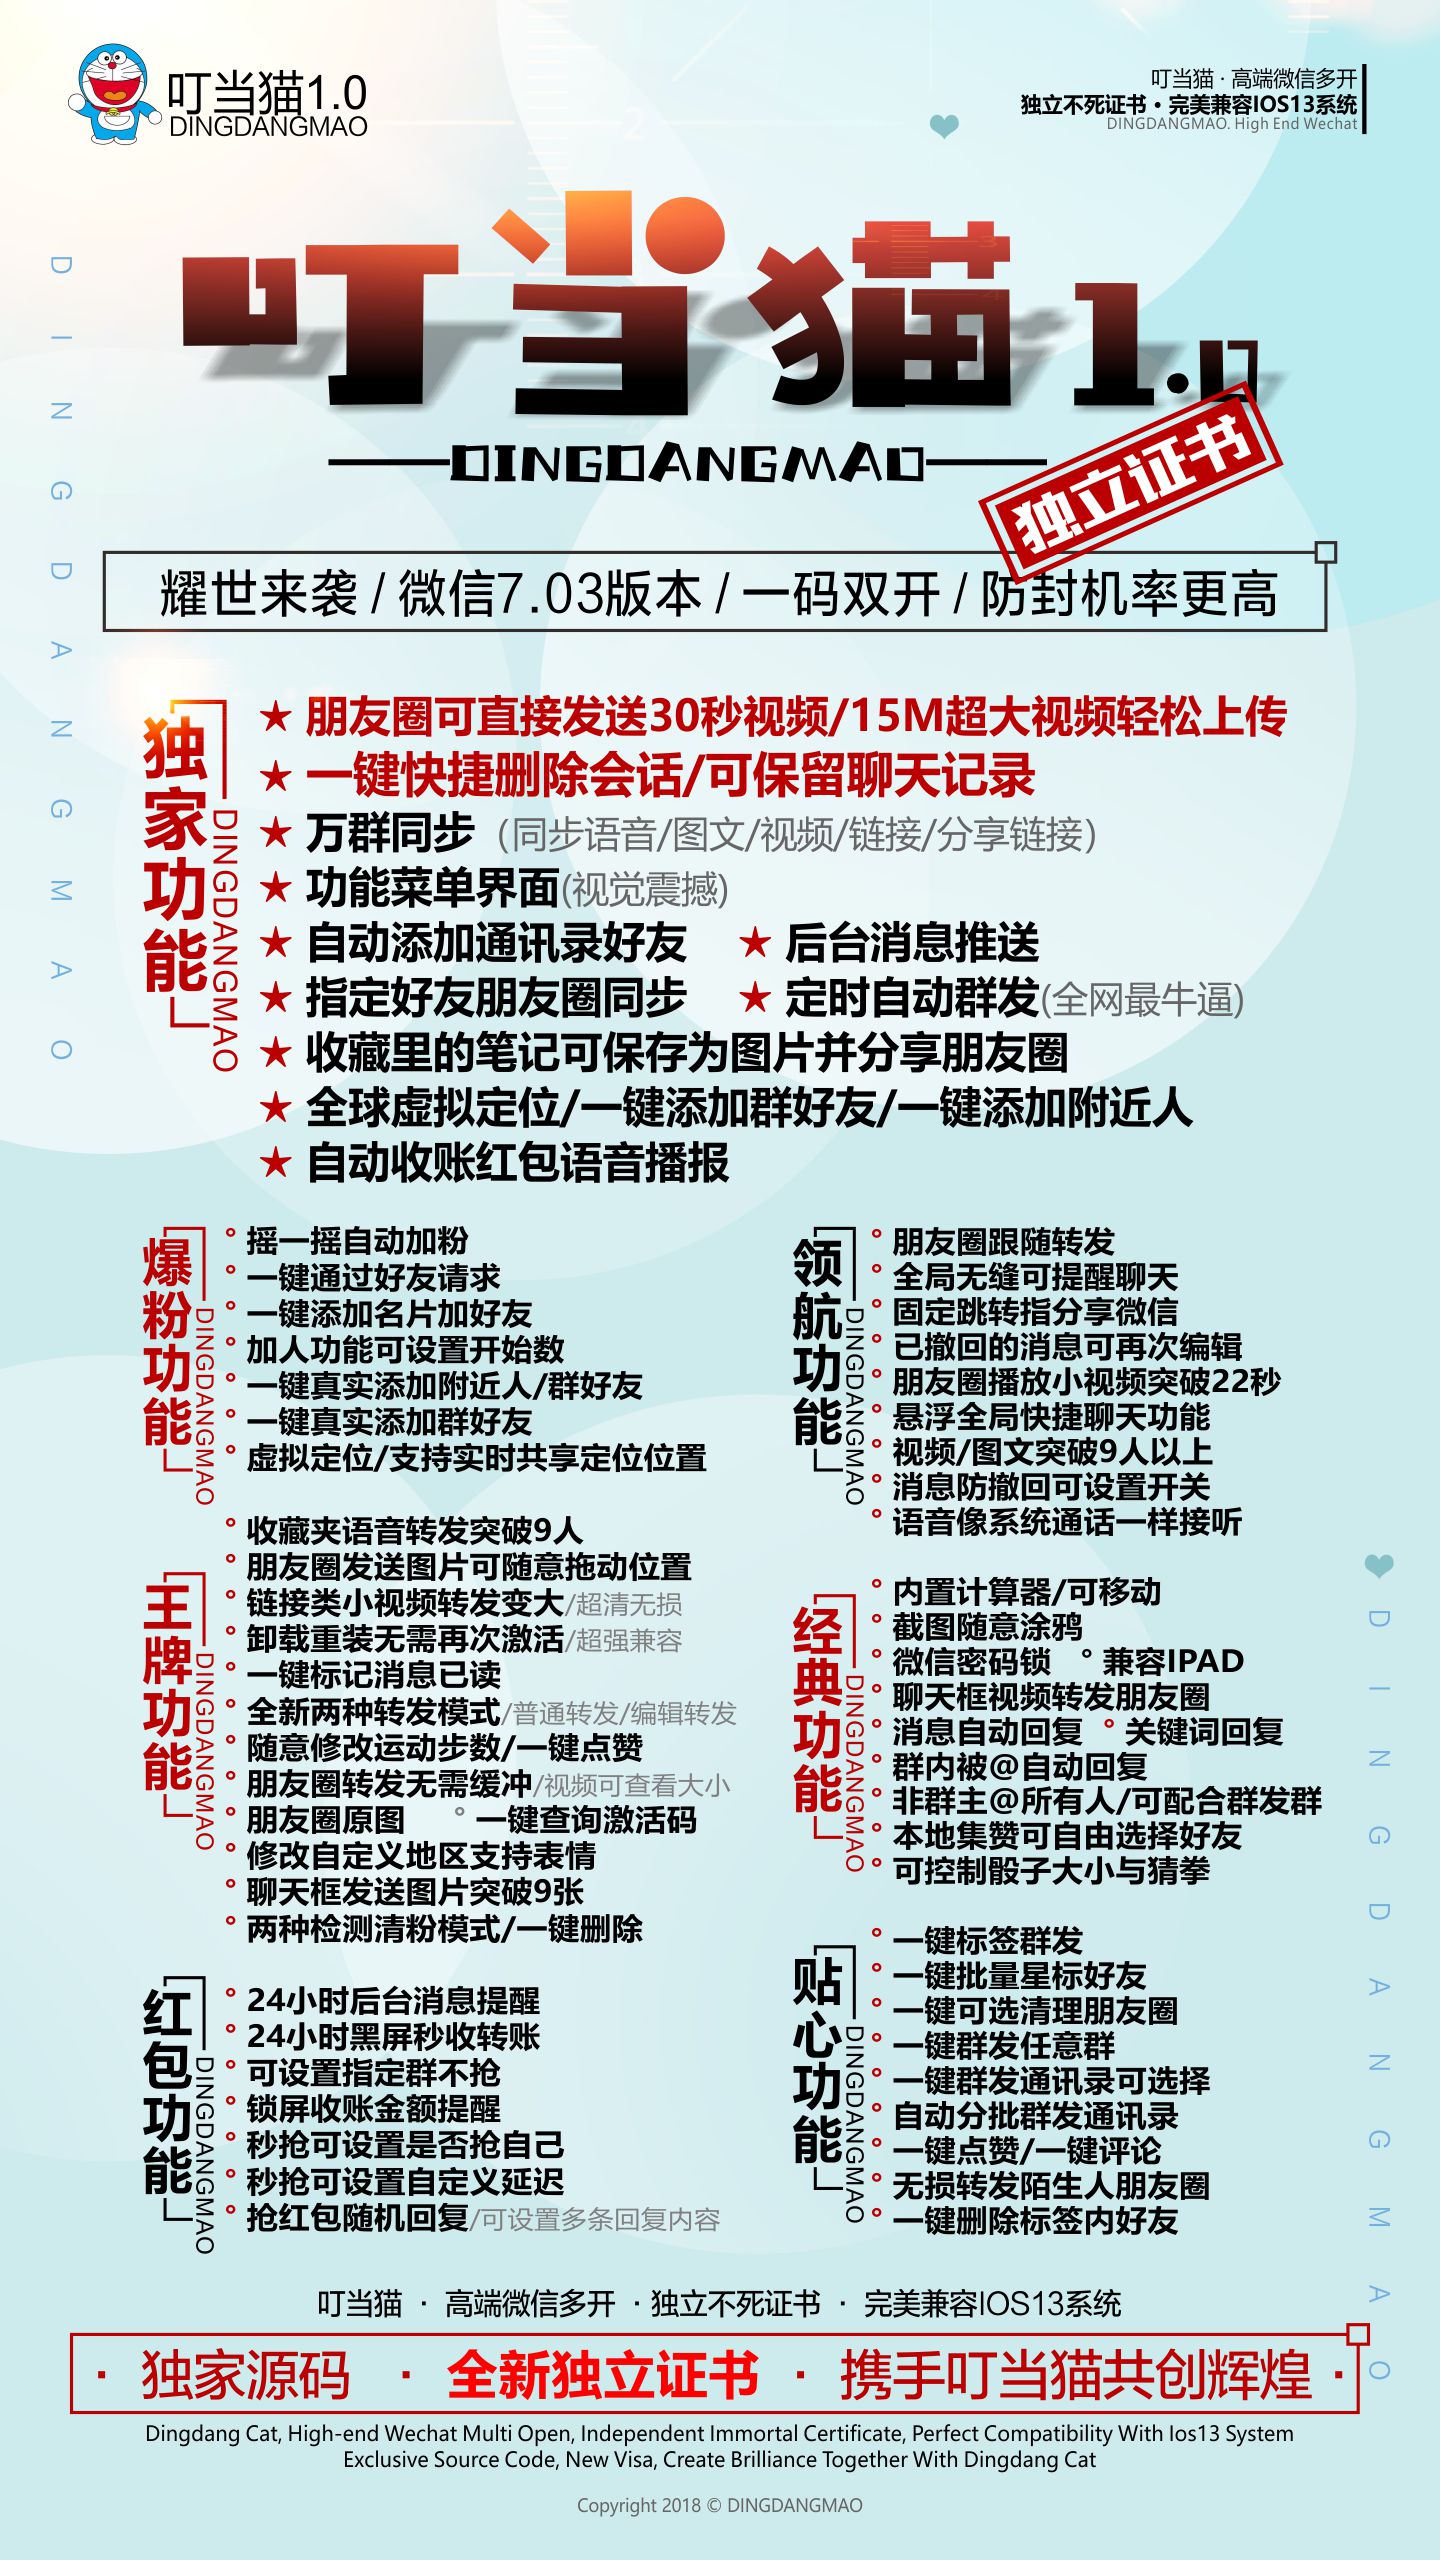 叮当猫1.0
DINGDANGMAO
叮当猫 · 高端微信多开
独立不死证书 · 完美兼容IOS13系统
DINGDANGMAO. High End Wechat
叮当猫1.0
DINGDANGMAO
独立证书
耀世来袭 / 微信7.03版本 / 一码双开 / 防封机率更高
DINGDANGMAO
独家功能
DINGDANGMAO
★ 朋友圈可直接发送30秒视频/15M超大视频轻松上传
★ 一键快捷删除会话/可保留聊天记录
★ 万群同步（同步语音/图文/视频/链接/分享链接）
★ 功能菜单界面(视觉震撼)
★ 自动添加通讯录好友 ★ 后台消息推送
★ 指定好友朋友圈同步 ★ 定时自动群发(全网最牛逼)
★ 收藏里的笔记可保存为图片并分享朋友圈
★ 全球虚拟定位/一键添加群好友/一键添加附近人
★ 自动收账红包语音播报
爆粉功能
DINGDANGMAO
° 摇一摇自动加粉
° 一键通过好友请求
° 一键添加名片加好友
° 加人功能可设置开始数
° 一键真实添加附近人/群好友
° 一键真实添加群好友
° 虚拟定位/支持实时共享定位位置
王牌功能
DINGDANGMAO
° 收藏夹语音转发突破9人
° 朋友圈发送图片可随意拖动位置
° 链接类小视频转发变大/超清无损
° 卸载重装无需再次激活/超强兼容
° 一键标记消息已读
° 全新两种转发模式/普通转发/编辑转发
° 随意修改运动步数/一键点赞
° 朋友圈转发无需缓冲/视频可查看大小
° 朋友圈原图 ° 一键查询激活码
° 修改自定义地区支持表情
° 聊天框发送图片突破9张
° 两种检测清粉模式/一键删除
红包功能
DINGDANGMAO
° 24小时后台消息提醒
° 24小时黑屏秒收转账
° 可设置指定群不抢
° 锁屏收账金额提醒
° 秒抢可设置是否抢自己
° 秒抢可设置自定义延迟
° 抢红包随机回复/可设置多条回复内容
领航功能
DINGDANGMAO
° 朋友圈跟随转发
° 全局无缝可提醒聊天
° 固定跳转指分享微信
° 已撤回的消息可再次编辑
° 朋友圈播放小视频突破22秒
° 悬浮全局快捷聊天功能
° 视频/图文突破9人以上
° 消息防撤回可设置开关
° 语音像系统通话一样接听
经典功能
DINGDANGMAO
° 内置计算器/可移动
° 截图随意涂鸦
° 微信密码锁 ° 兼容IPAD
° 聊天框视频转发朋友圈
° 消息自动回复 ° 关键词回复
° 群内被@自动回复
° 非群主@所有人/可配合群发群
° 本地集赞可自由选择好友
° 可控制骰子大小与猜拳
贴心功能
DINGDANGMAO
° 一键标签群发
° 一键批量星标好友
° 一键可选清理朋友圈
° 一键群发任意群
° 一键群发通讯录可选择
° 自动分批群发通讯录
° 一键点赞/一键评论
° 无损转发陌生人朋友圈
° 一键删除标签内好友
DINGDANGMAO
叮当猫 · 高端微信多开 · 独立不死证书 · 完美兼容IOS13系统
· 独家源码 · 全新独立证书 · 携手叮当猫共创辉煌 ·
Dingdang Cat, High-end Wechat Multi Open, Independent Immortal Certificate, Perfect Compatibility With Ios13 System
Exclusive Source Code, New Visa, Create Brilliance Together With Dingdang Cat
Copyright 2018 © DINGDANGMAO